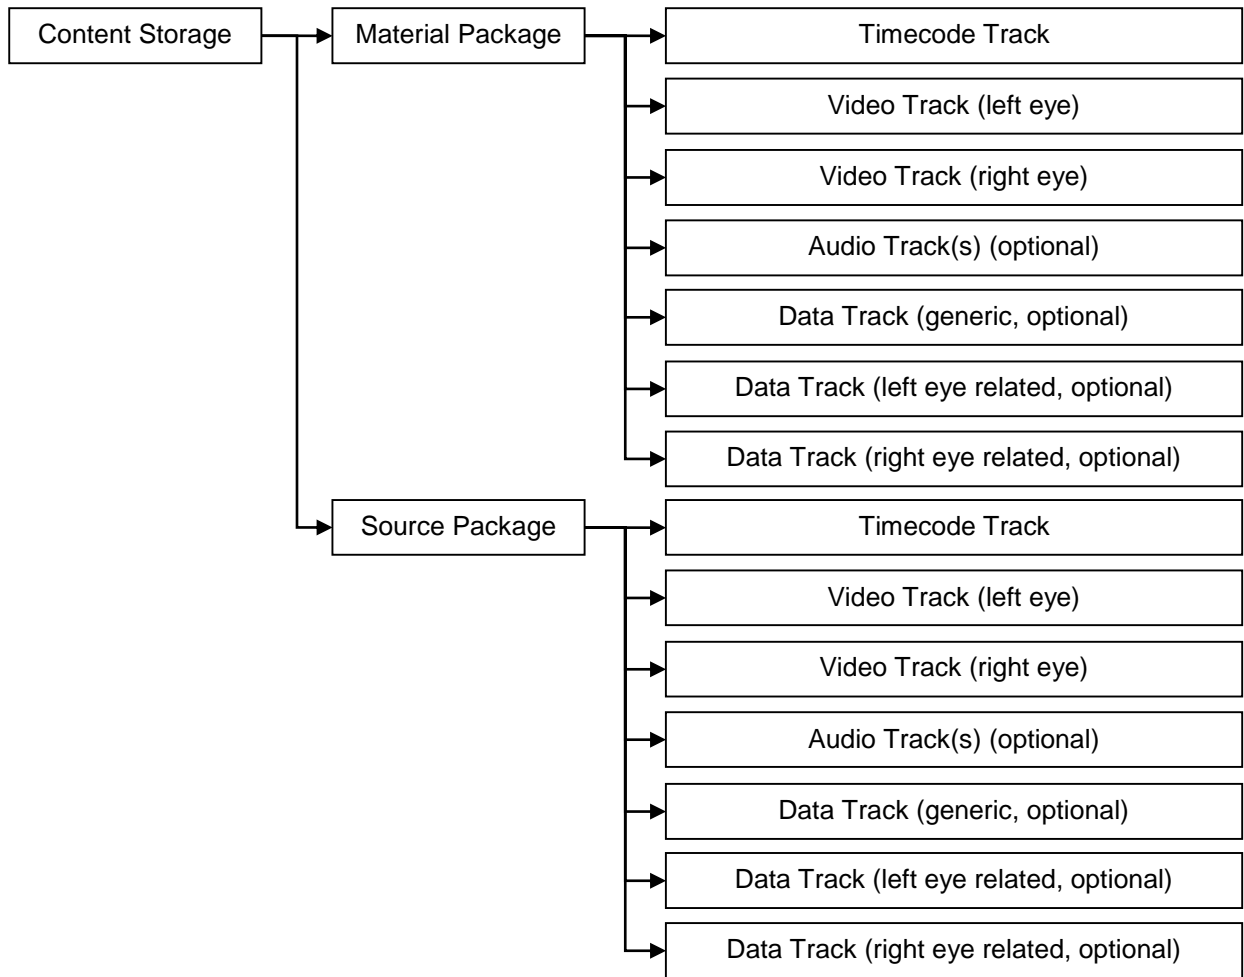 Content Storage
Material Package
Timecode Track
Video Track (left eye)
Video Track (right eye)
Audio Track(s) (optional)
Data Track (generic, optional)
Data Track (left eye related, optional)
Data Track (right eye related, optional)
Source Package
Timecode Track
Video Track (left eye)
Video Track (right eye)
Audio Track(s) (optional)
Data Track (generic, optional)
Data Track (left eye related, optional)
Data Track (right eye related, optional)